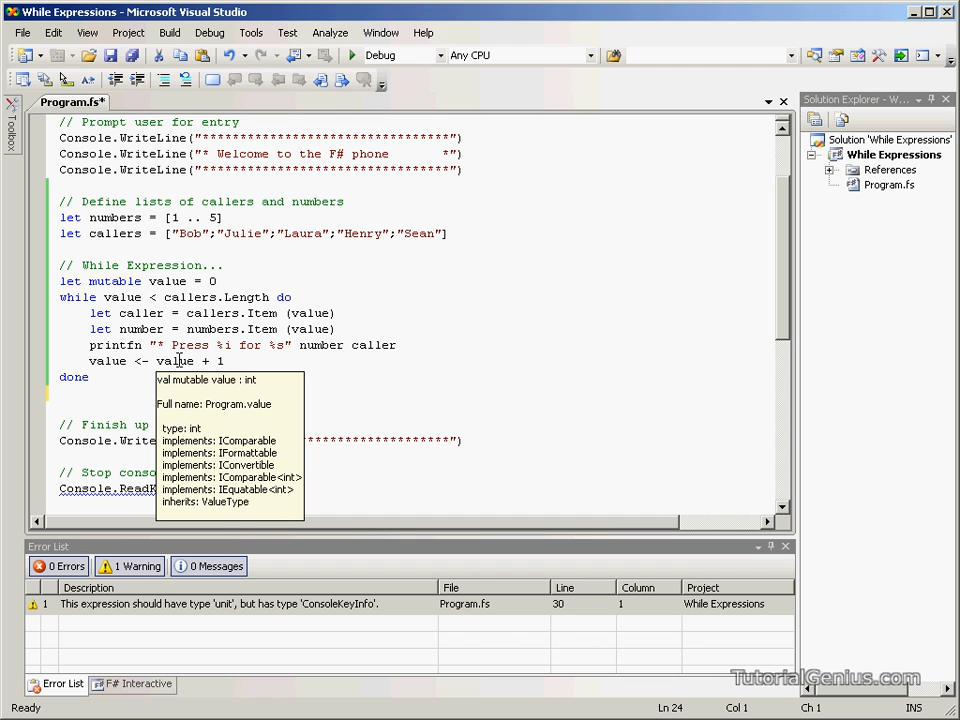 While Expressions - Microsoft Visual Studio
File Edit View Project Build Debug Tools Test Analyze Window Help
Debug Any CPU
Toolbox
Program.fs*
// Prompt user for entry
Console.WriteLine("*********************************")
Console.WriteLine("* Welcome to the F# phone       *")
Console.WriteLine("*********************************")
// Define lists of callers and numbers
let numbers = [1 .. 5]
let callers = ["Bob";"Julie";"Laura";"Henry";"Sean"]
// While Expression...
let mutable value = 0
while value < callers.Length do
let caller = callers.Item (value)
let number = numbers.Item (value)
printfn "* Press %i for %s" number caller
value <- value + 1
done
val mutable value : int
Full name: Program.value
type: int
implements: IComparable
implements: IFormattable
implements: IConvertible
implements: IComparable<int>
implements: IEquatable<int>
inherits: ValueType
// Finish up
Console.Write *******************")
// Stop conso
Console.ReadK
Solution Explorer - W...
Solution 'While Expressions'
While Expressions
References
Program.fs
Error List
0 Errors 1 Warning 0 Messages
Description File Line Column Project
1 This expression should have type 'unit', but has type 'ConsoleKeyInfo'. Program.fs 30 1 While Expressions
Error List F# Interactive
TutorialGenius.com
Ready Ln 24 Col 1 Ch 1 INS